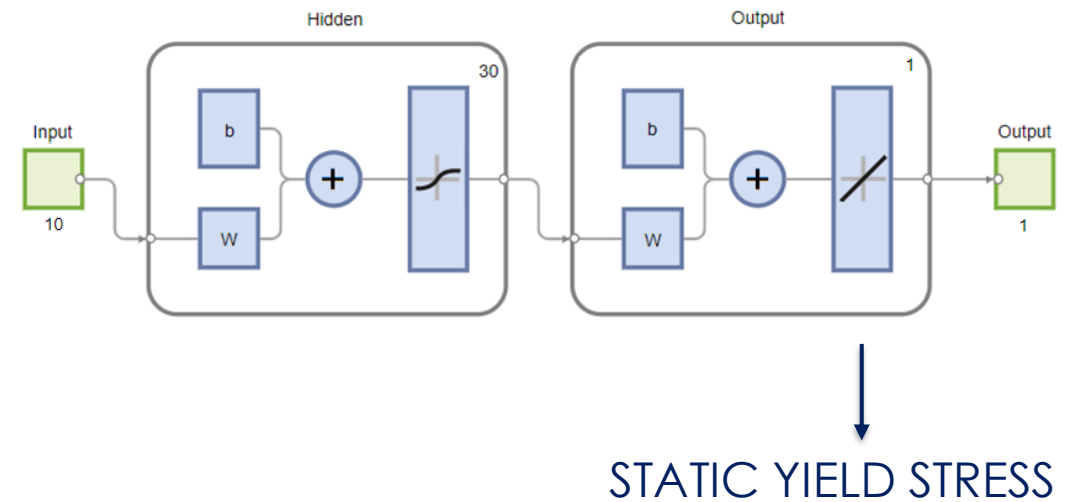 Hidden
Output
30
1
Input
b
b
Output
+
+
10
W
W
1
STATIC YIELD STRESS